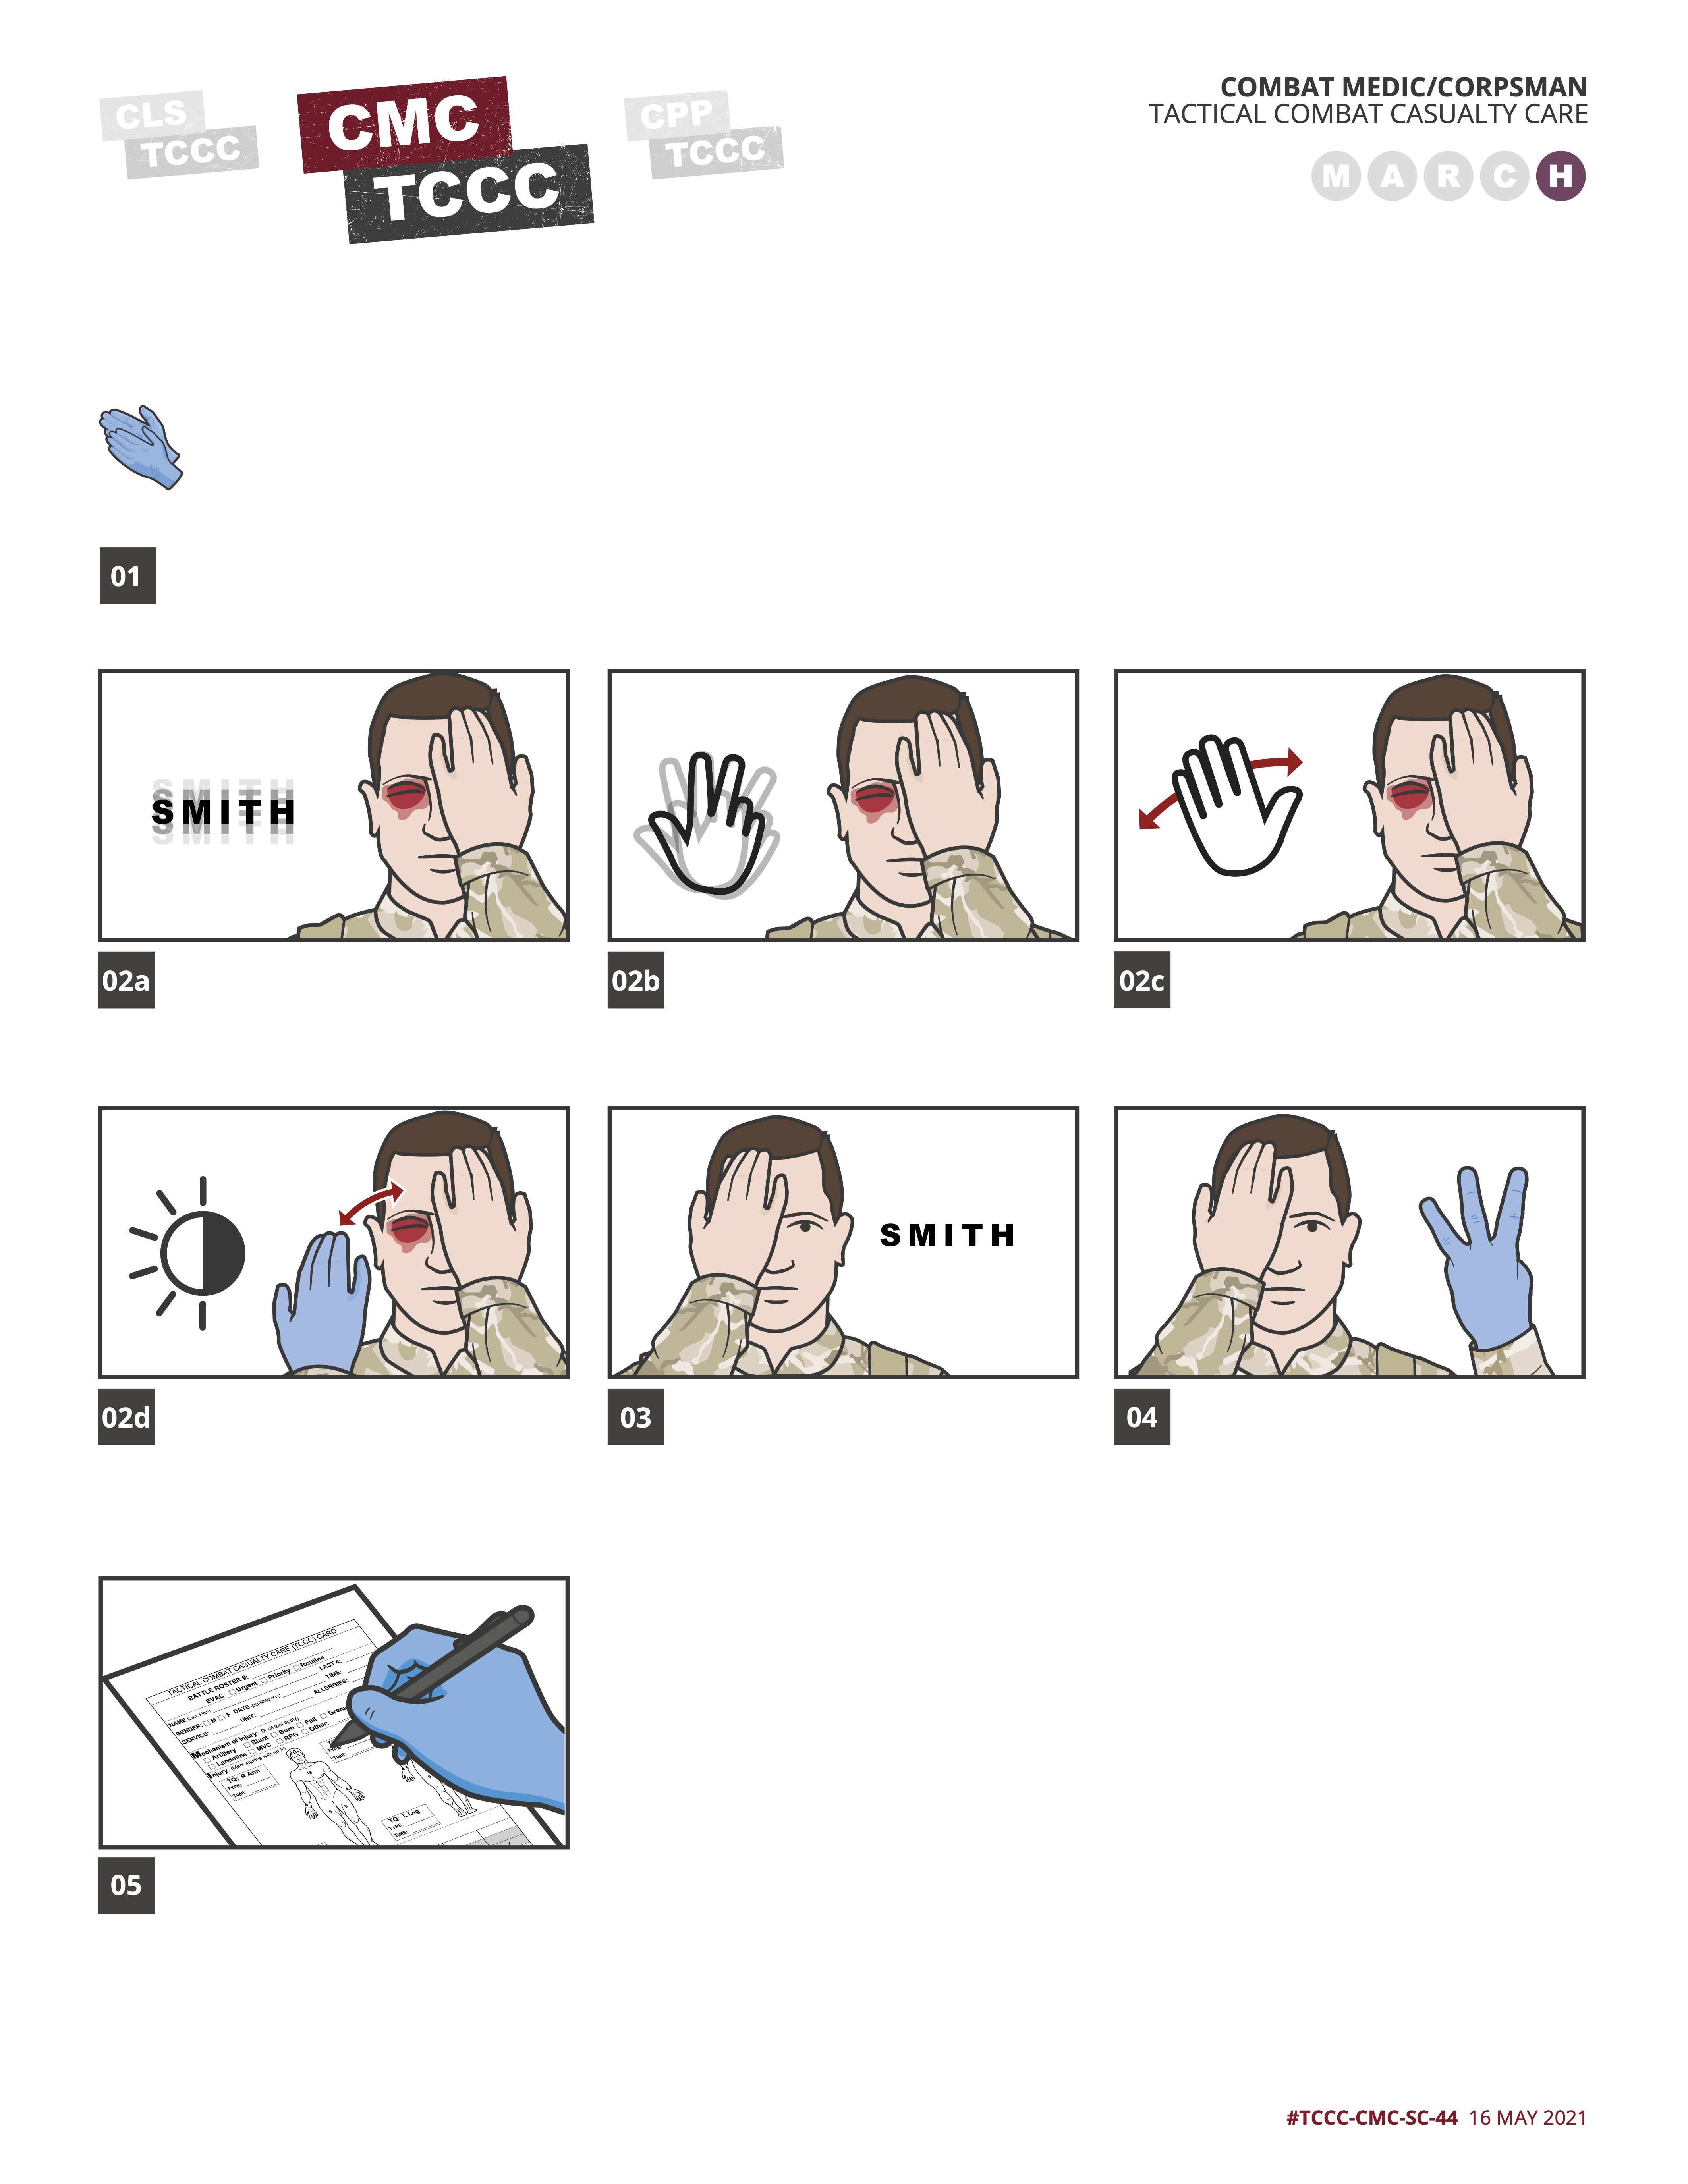 CLS
TCCC
CMC
TCCC
CPP
TCCC
COMBAT MEDIC/CORPSMAN
TACTICAL COMBAT CASUALTY CARE
M A R C H
01
SMITH
02a
02b
02c
02d
SMITH
03
04
TACTICAL COMBAT CASUALTY CARE (TCCC) CARD
BATTLE ROSTER #:
EVAC: Urgent Priority Routine
NAME (Last, First): LAST 4:
GENDER: M F DATE (DD-MMM-YY): TIME:
SERVICE: UNIT: ALLERGIES:
Mechanism of Injury: (X all that apply)
Artillery Blunt Burn Fall
Landmine MVC RPG Other:
Injury: (Mark injuries with an X)
TQ: R Arm
TYPE:
TIME:
TYPE:
TIME:
TQ: L Leg
TYPE:
TIME:
05
#TCCC-CMC-SC-44 16 MAY 2021